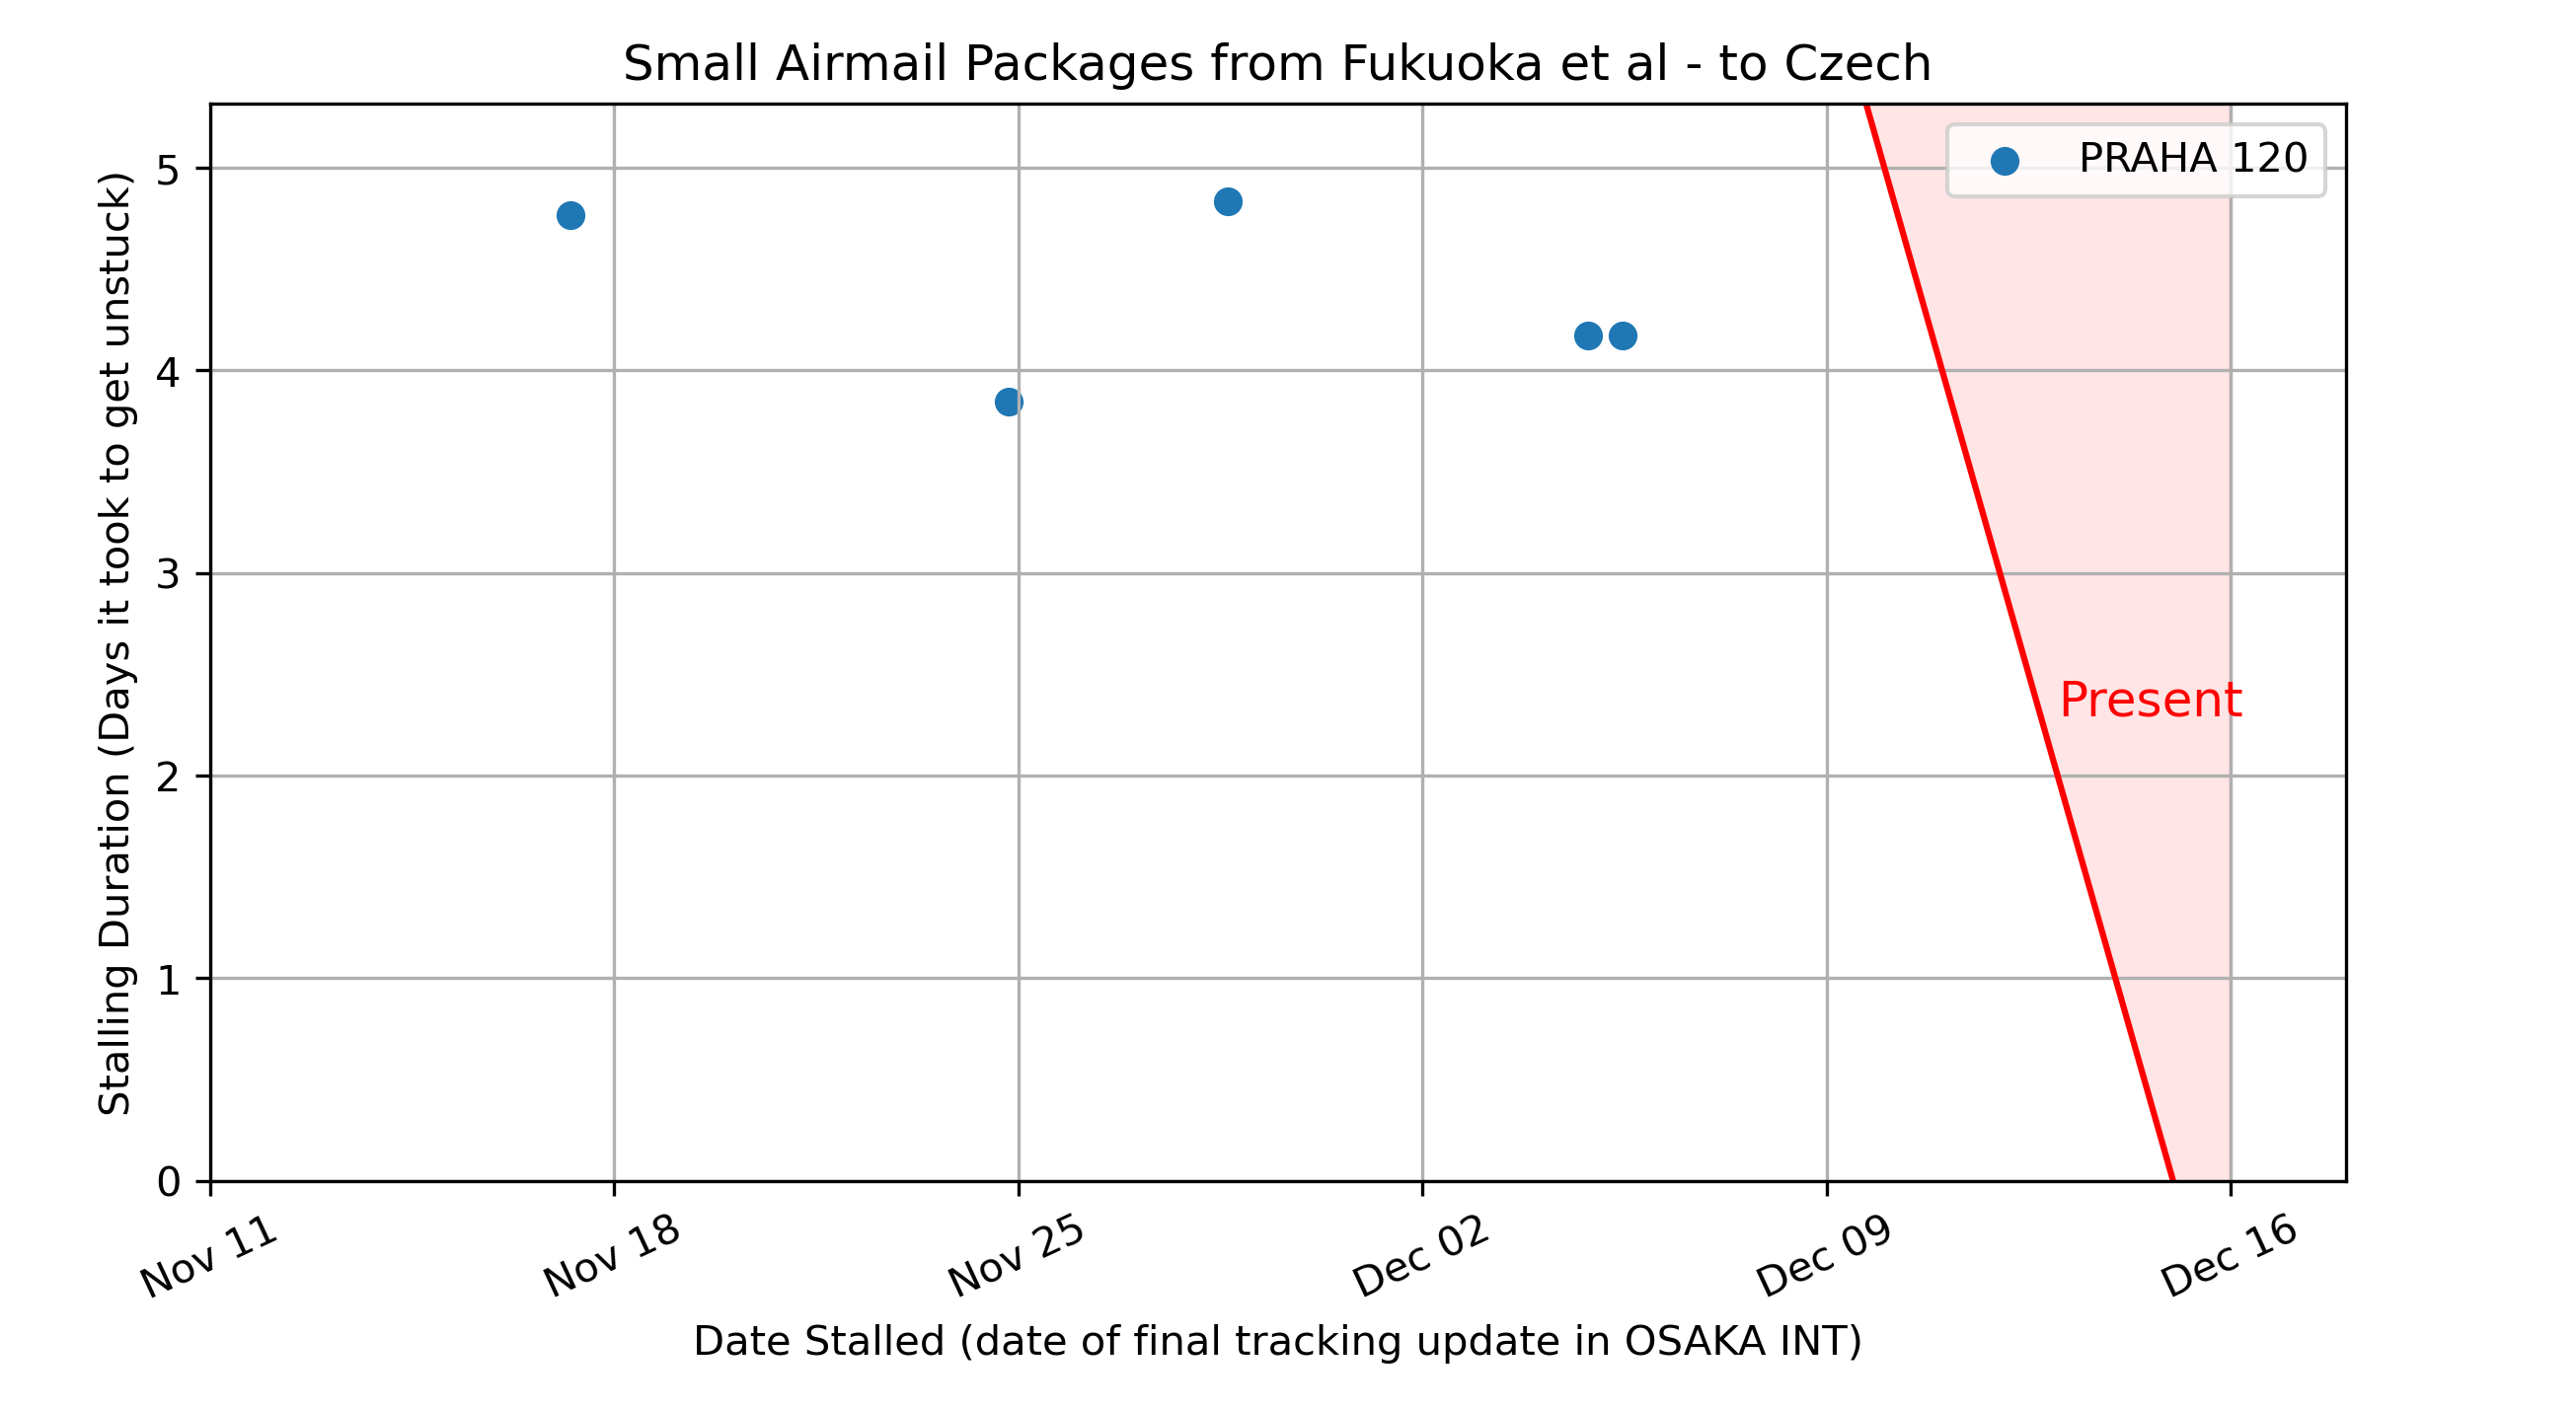 Small Airmail Packages from Fukuoka et al - to Czech
PRAHA 120
Stalling Duration (Days it took to get unstuck)
5
4
3
2
1
0
Present
Nov 11
Nov 18
Nov 25
Dec 02
Dec 09
Dec 16
Date Stalled (date of final tracking update in OSAKA INT)